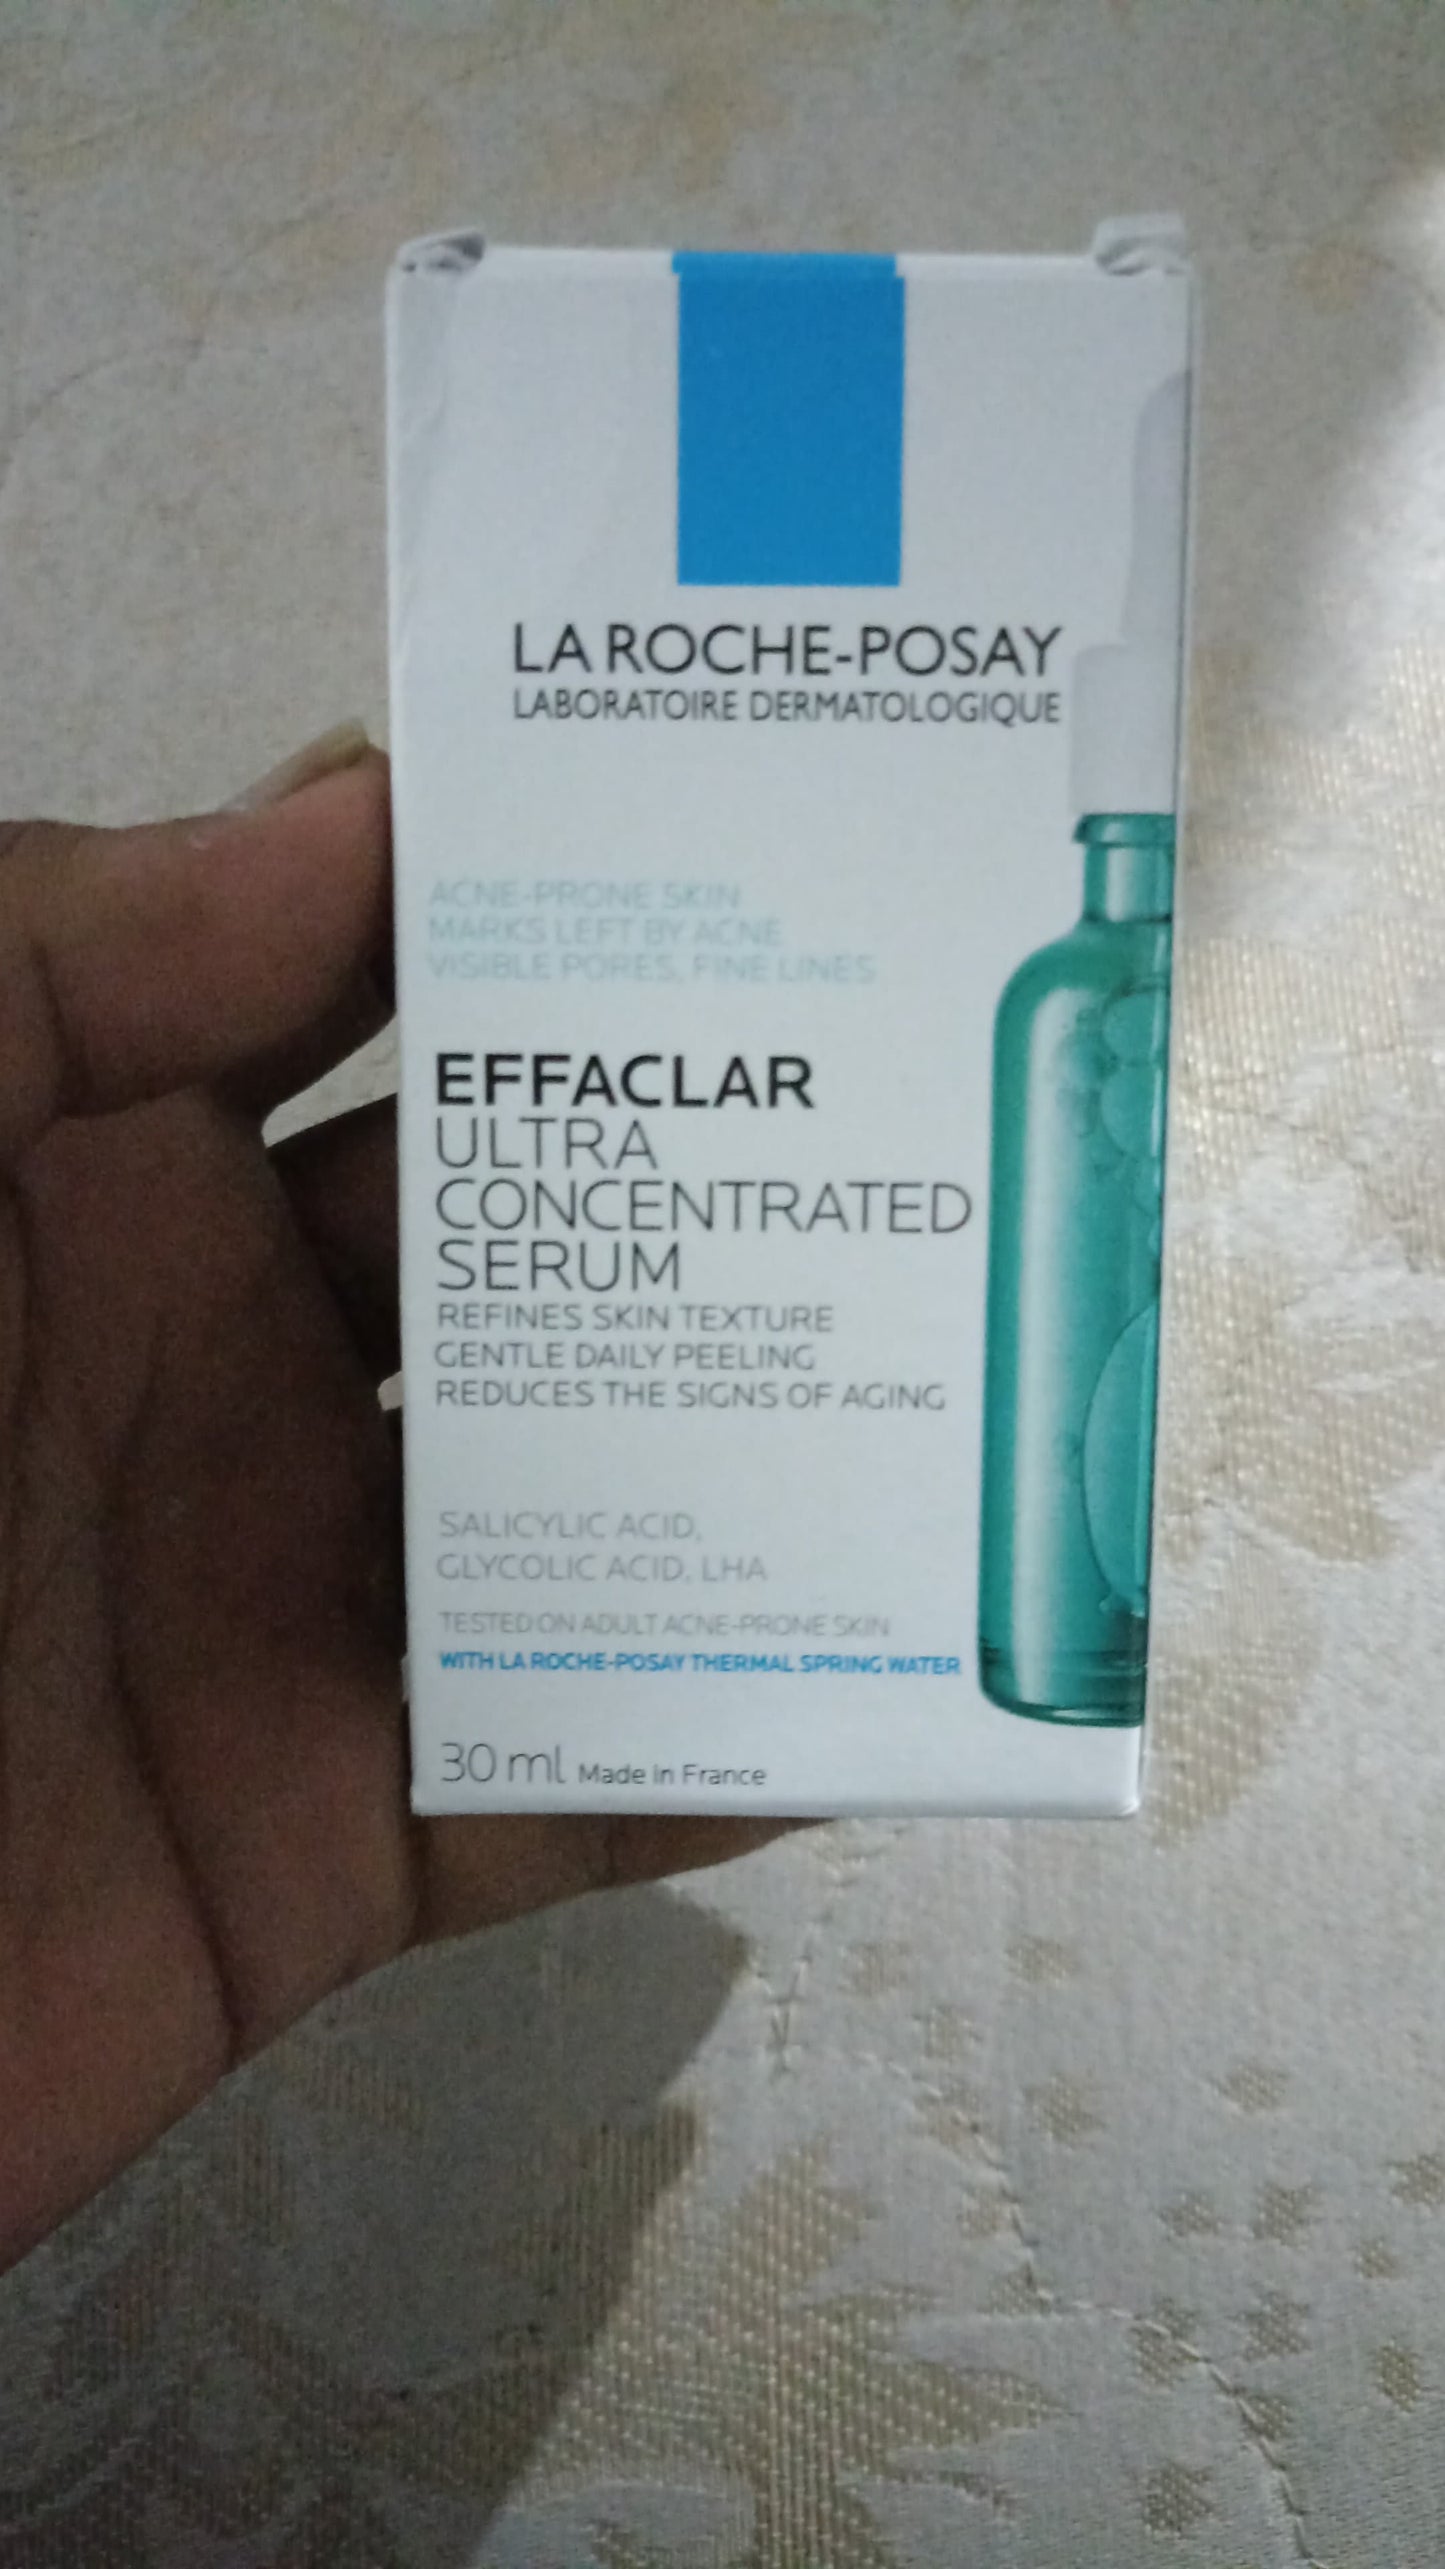 LA ROCHE-POSAY
LABORATOIRE DERMATOLOGIQUE
ACNE-PRONE SKIN
MARKS LEFT BY ACNE
VISIBLE PORES, FINE LINES
EFFACLAR
ULTRA
CONCENTRATED
SERUM
REFINES SKIN TEXTURE
GENTLE DAILY PEELING
REDUCES THE SIGNS OF AGING
SALICYLIC ACID,
GLYCOLIC ACID, LHA
TESTED ON ADULT ACNE-PRONE SKIN
WITH LA ROCHE-POSAY THERMAL SPRING WATER
30 ml Made in France